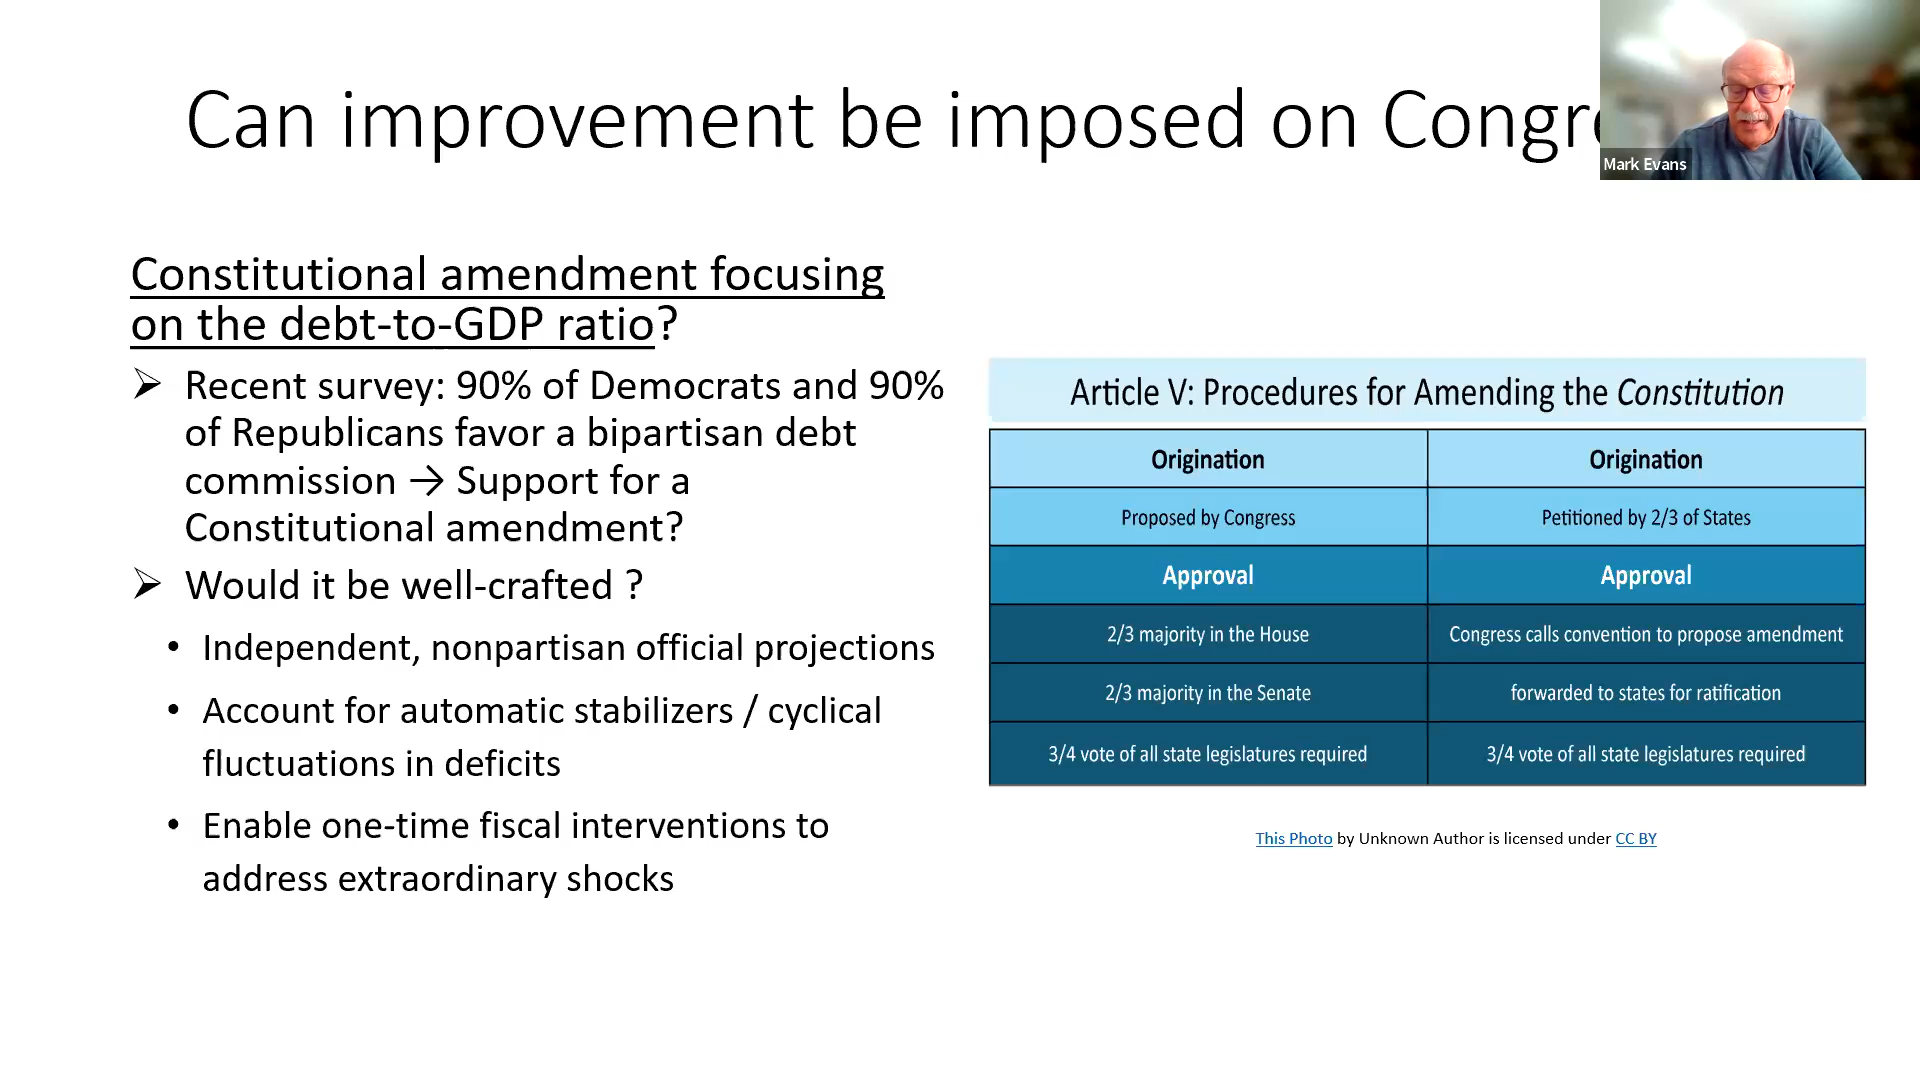 Can improvement be imposed on Congre
Mark Evans
Constitutional amendment focusing
on the debt-to-GDP ratio?
➢ Recent survey: 90% of Democrats and 90%
of Republicans favor a bipartisan debt
commission → Support for a
Constitutional amendment?
➢ Would it be well-crafted ?
• Independent, nonpartisan official projections
• Account for automatic stabilizers / cyclical
fluctuations in deficits
• Enable one-time fiscal interventions to
address extraordinary shocks
Article V: Procedures for Amending the Constitution
Origination Origination
Proposed by Congress Petitioned by 2/3 of States
Approval Approval
2/3 majority in the House Congress calls convention to propose amendment
2/3 majority in the Senate forwarded to states for ratification
3/4 vote of all state legislatures required 3/4 vote of all state legislatures required
This Photo by Unknown Author is licensed under CC BY